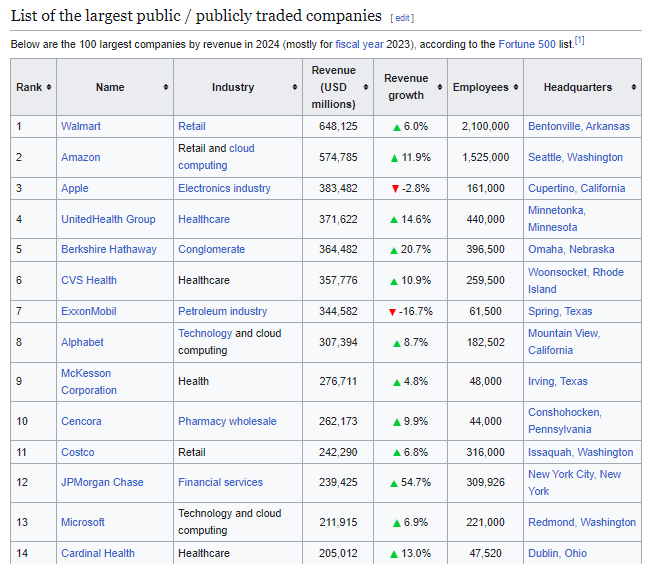 List of the largest public / publicly traded companies [ edit ]
Below are the 100 largest companies by revenue in 2024 (mostly for fiscal year 2023), according to the Fortune 500 list.[1]
Rank Name Industry Revenue (USD millions) Revenue growth Employees Headquarters
1 Walmart Retail 648,125 ▲ 6.0% 2,100,000 Bentonville, Arkansas
2 Amazon Retail and cloud computing 574,785 ▲ 11.9% 1,525,000 Seattle, Washington
3 Apple Electronics industry 383,482 ▼ -2.8% 161,000 Cupertino, California
4 UnitedHealth Group Healthcare 371,622 ▲ 14.6% 440,000 Minnetonka, Minnesota
5 Berkshire Hathaway Conglomerate 364,482 ▲ 20.7% 396,500 Omaha, Nebraska
6 CVS Health Healthcare 357,776 ▲ 10.9% 259,500 Woonsocket, Rhode Island
7 ExxonMobil Petroleum industry 344,582 ▼ -16.7% 61,500 Spring, Texas
8 Alphabet Technology and cloud computing 307,394 ▲ 8.7% 182,502 Mountain View, California
9 McKesson Corporation Health 276,711 ▲ 4.8% 48,000 Irving, Texas
10 Cencora Pharmacy wholesale 262,173 ▲ 9.9% 44,000 Conshohocken, Pennsylvania
11 Costco Retail 242,290 ▲ 6.8% 316,000 Issaquah, Washington
12 JPMorgan Chase Financial services 239,425 ▲ 54.7% 309,926 New York City, New York
13 Microsoft Technology and cloud computing 211,915 ▲ 6.9% 221,000 Redmond, Washington
14 Cardinal Health Healthcare 205,012 ▲ 13.0% 47,520 Dublin, Ohio